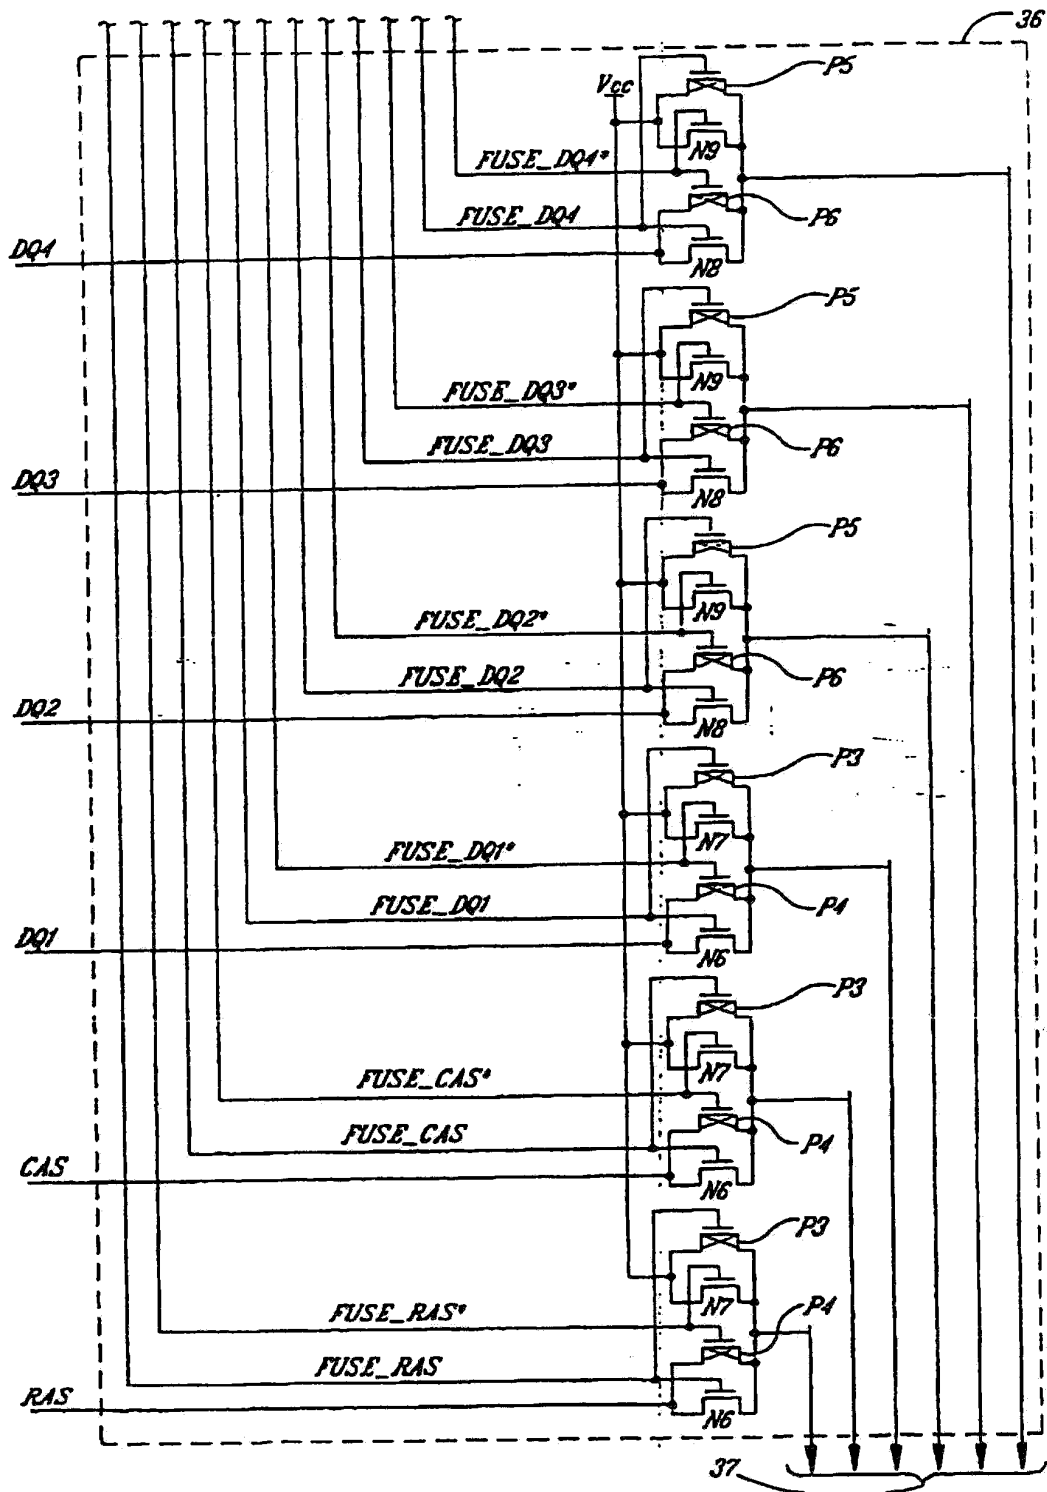 36
P5
Vcc
N9
FUSE_DQ4*
P6
FUSE_DQ4
DQ4
N8
P5
N9
FUSE_DQ3*
P6
FUSE_DQ3
DQ3
N8
P5
N9
FUSE_DQ2*
P6
FUSE_DQ2
DQ2
N8
P3
N7
FUSE_DQ1*
P4
FUSE_DQ1
DQ1
N6
P3
N7
FUSE_CAS*
P4
FUSE_CAS
CAS
N6
P3
N7
FUSE_RAS*
P4
FUSE_RAS
RAS
N6
37